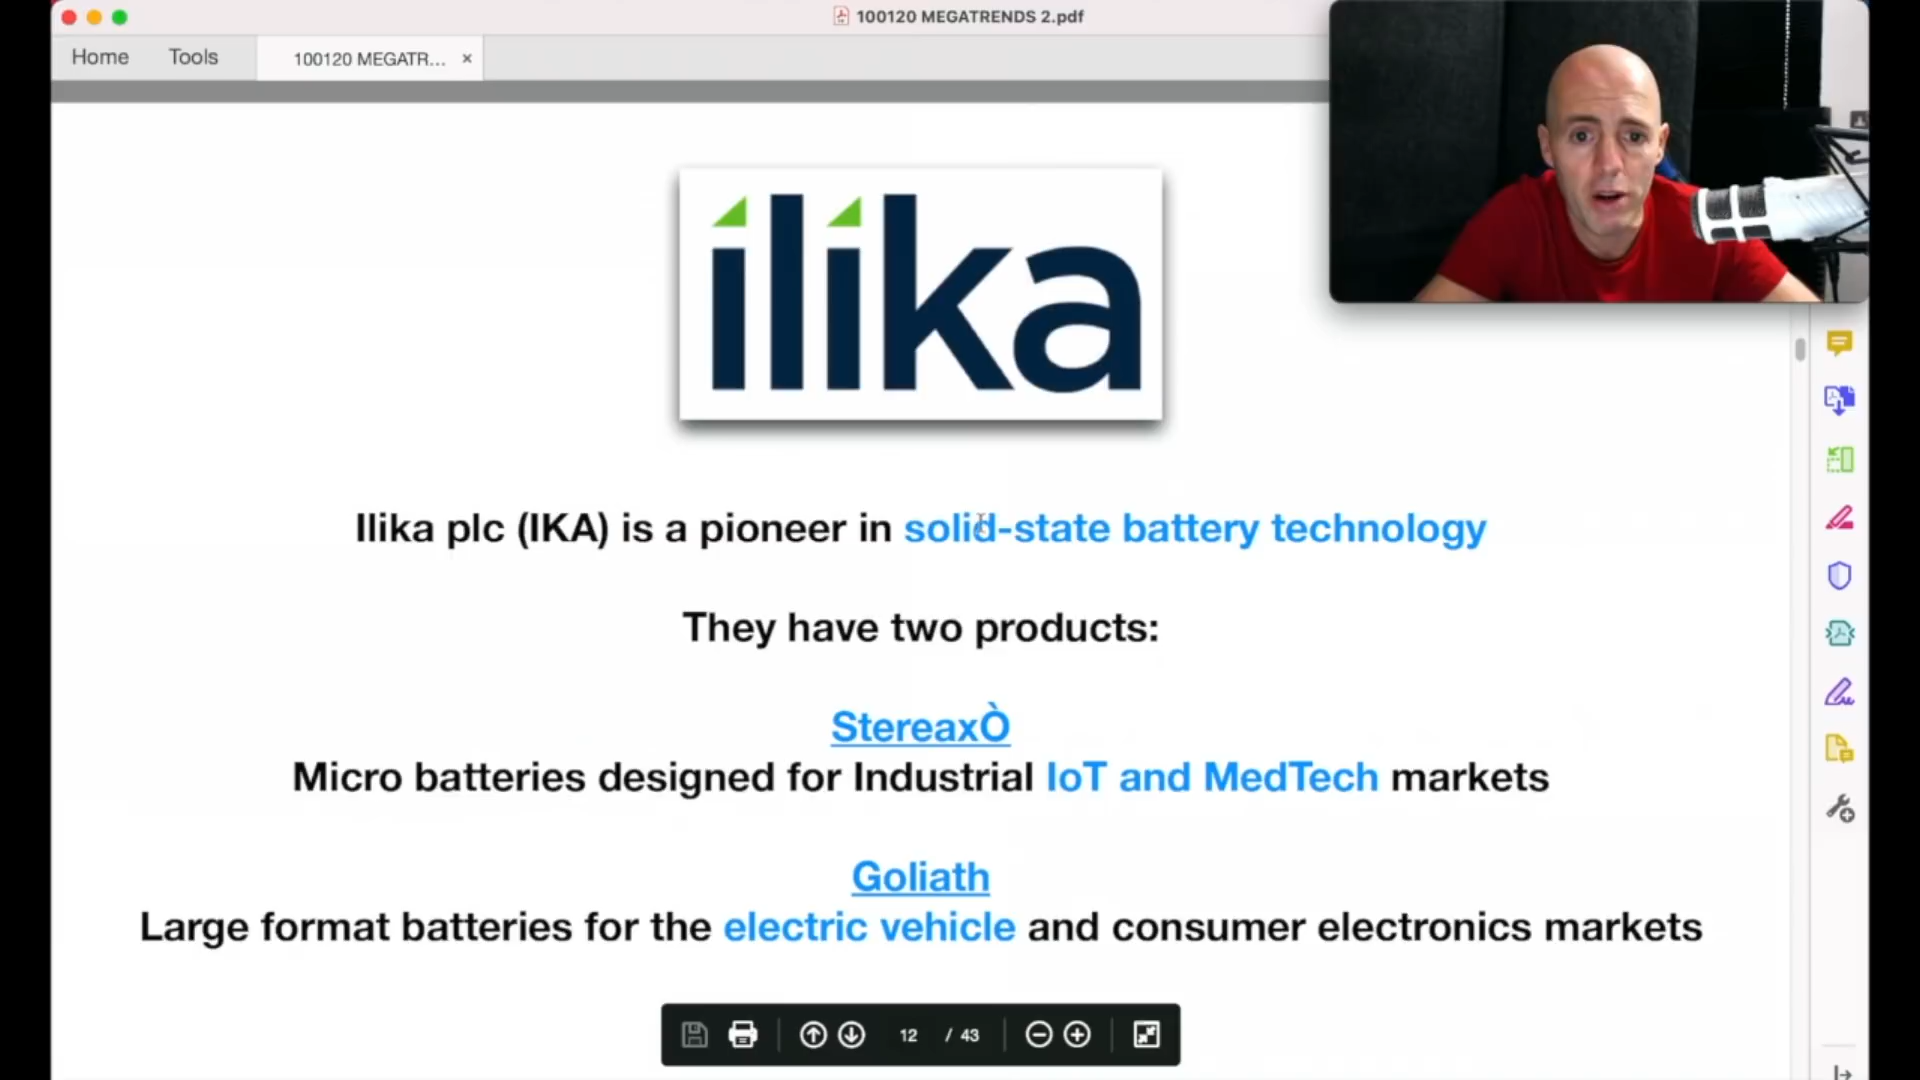 100120 MEGATRENDS 2.pdf
Home Tools 100120 MEGATR... ×
ilika
Ilika plc (IKA) is a pioneer in solid-state battery technology
They have two products:
StereaxÒ
Micro batteries designed for Industrial IoT and MedTech markets
Goliath
Large format batteries for the electric vehicle and consumer electronics markets
12 / 43